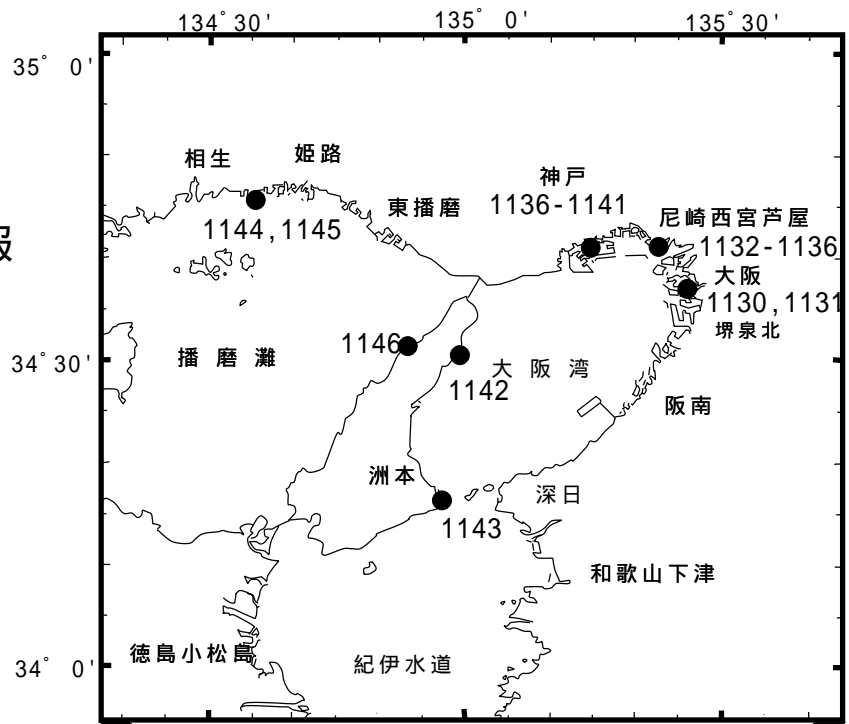 134° 30' 135° 0' 135° 30'
35° 0'
相生
姫路
東播磨
神戸
1136-1141
尼崎西宮芦屋
1132-1136
1144,1145
報
大阪
1130,1131
堺泉北
1146
34° 30'
播磨灘
大阪湾
1142
阪南
洲本
深日
1143
和歌山下津
徳島小松島
紀伊水道
34° 0'